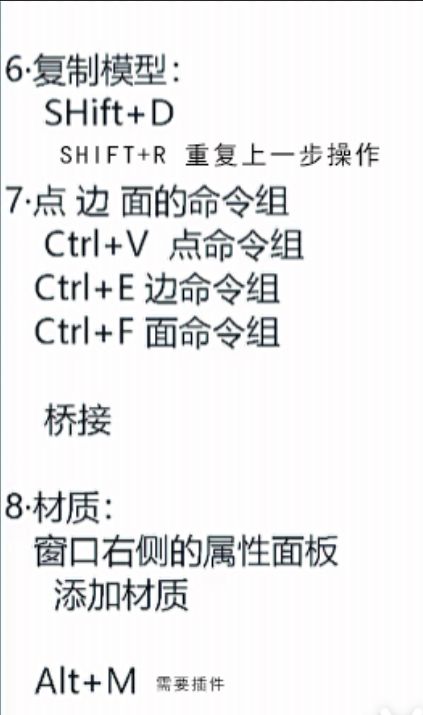 6·复制模型：
SHift+D
SHIFT+R 重复上一步操作
7·点 边 面的命令组
Ctrl+V 点命令组
Ctrl+E 边命令组
Ctrl+F 面命令组
桥接
8·材质：
窗口右侧的属性面板
添加材质
Alt+M 需要插件